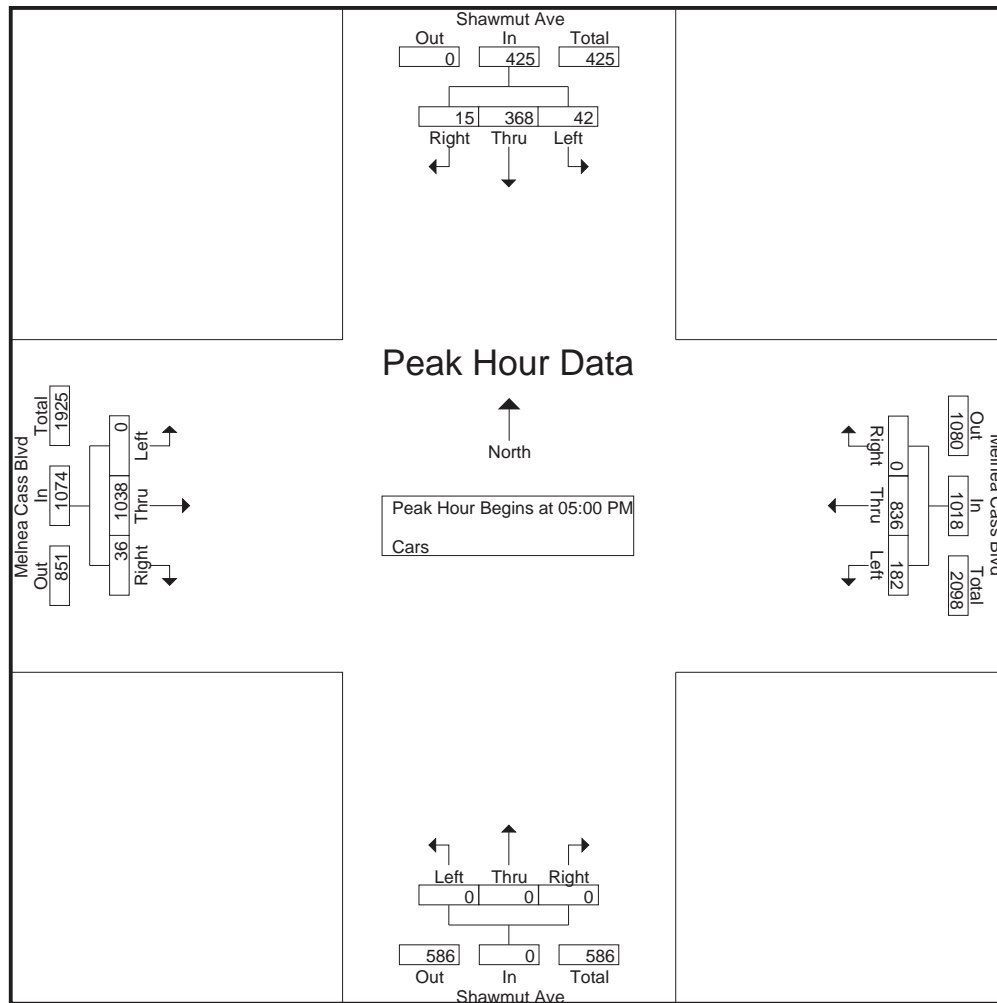 Shawmut Ave
Out In Total
0 425 425
15 368 42
Right Thru Left
Peak Hour Data
North
Peak Hour Begins at 05:00 PM
Cars
Melnea Cass Blvd
Out In Total
851 1074 1925
36 1038 0
Right Thru Left
Melnea Cass Blvd
Out In Total
1080 1018 2098
Right Thru Left
0 836 182
Left Thru Right
0 0 0
586 0 586
Out In Total
Shawmut Ave